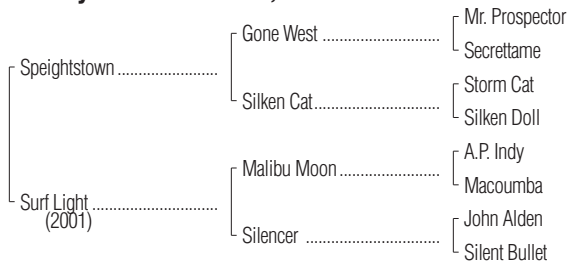 Mr. Prospector
Gone West ........................
Secrettame
Speightstown ....................
Storm Cat
Silken Cat..........................
Silken Doll
A.P. Indy
Malibu Moon .....................
Macoumba
Surf Light .........................
(2001)
John Alden
Silencer ...........................
Silent Bullet